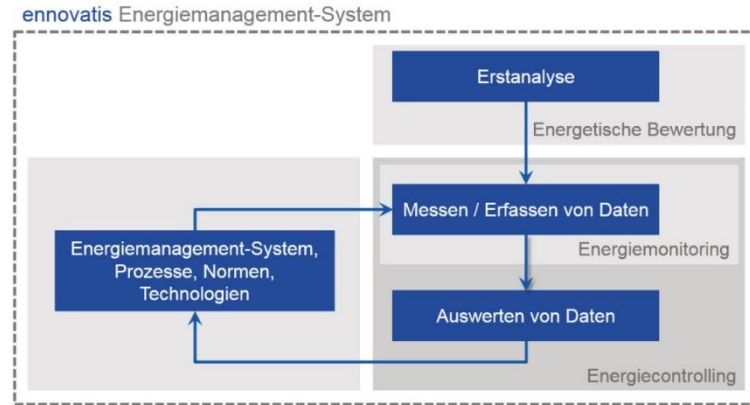 ennovatis Energiemanagement-System
Erstanalyse
Energetische Bewertung
Messen / Erfassen von Daten
Energiemonitoring
Energiemanagement-System,
Prozesse, Normen,
Technologien
Auswerten von Daten
Energiecontrolling